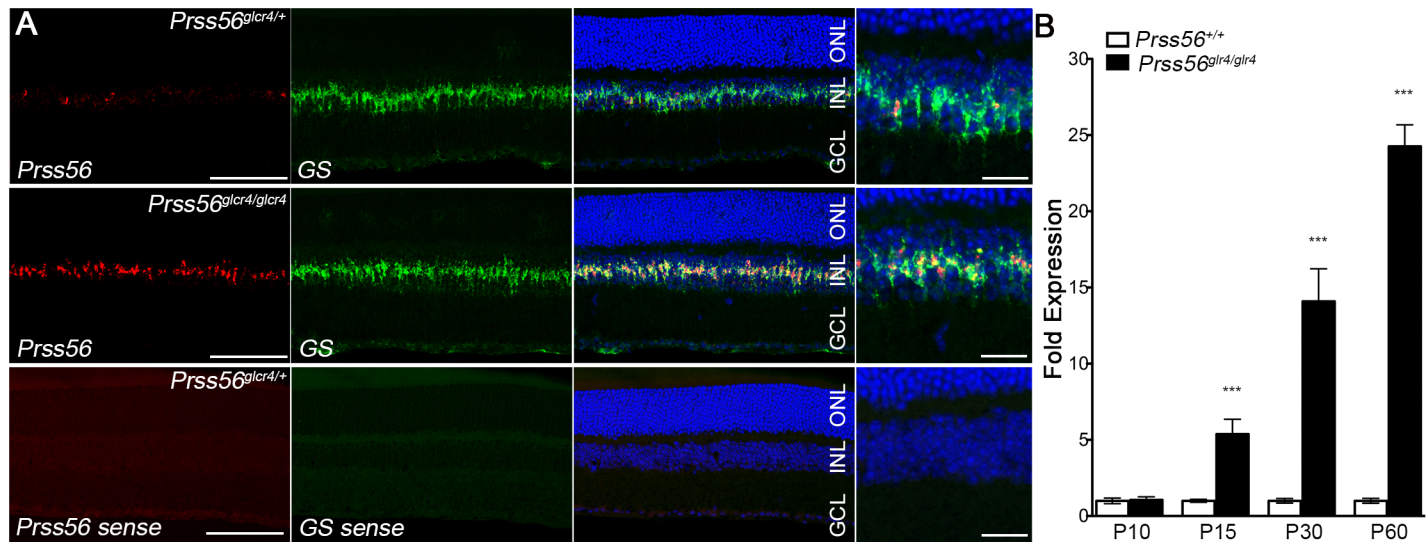 A
Prss56glcr4/+
Prss56
GS
ONL
INL
GCL
Prss56glcr4/glcr4
Prss56
GS
ONL
INL
GCL
Prss56glcr4/+
Prss56 sense
GS sense
ONL
INL
GCL
B
Prss56+/+
Prss56glr4/glr4
Fold Expression
30
25
20
15
10
5
0
***
***
***
P10 P15 P30 P60